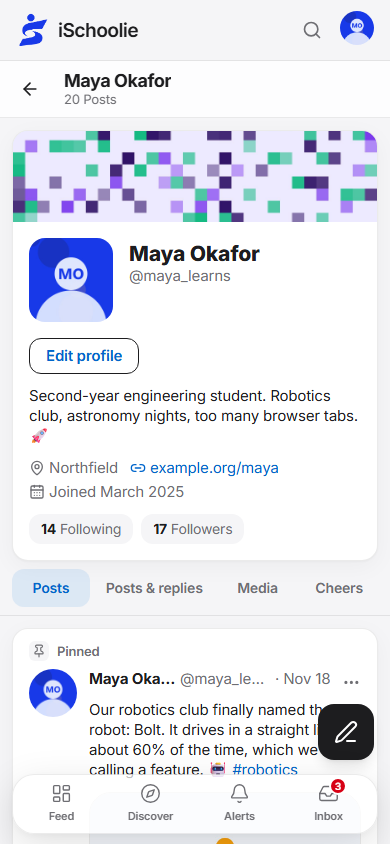 iSchoolie
MO
Maya Okafor
20 Posts
MO
Maya Okafor
@maya_learns
Edit profile
Second-year engineering student. Robotics
club, astronomy nights, too many browser tabs.
🚀
Northfield example.org/maya
Joined March 2025
14 Following 17 Followers
Posts Posts & replies Media Cheers
Pinned
MO
Maya Oka... @maya_le... · Nov 18 ...
Our robotics club finally named th
robot: Bolt. It drives in a straight l
about 60% of the time, which we
calling a feature. 🤖 #robotics
3
Feed Discover Alerts Inbox